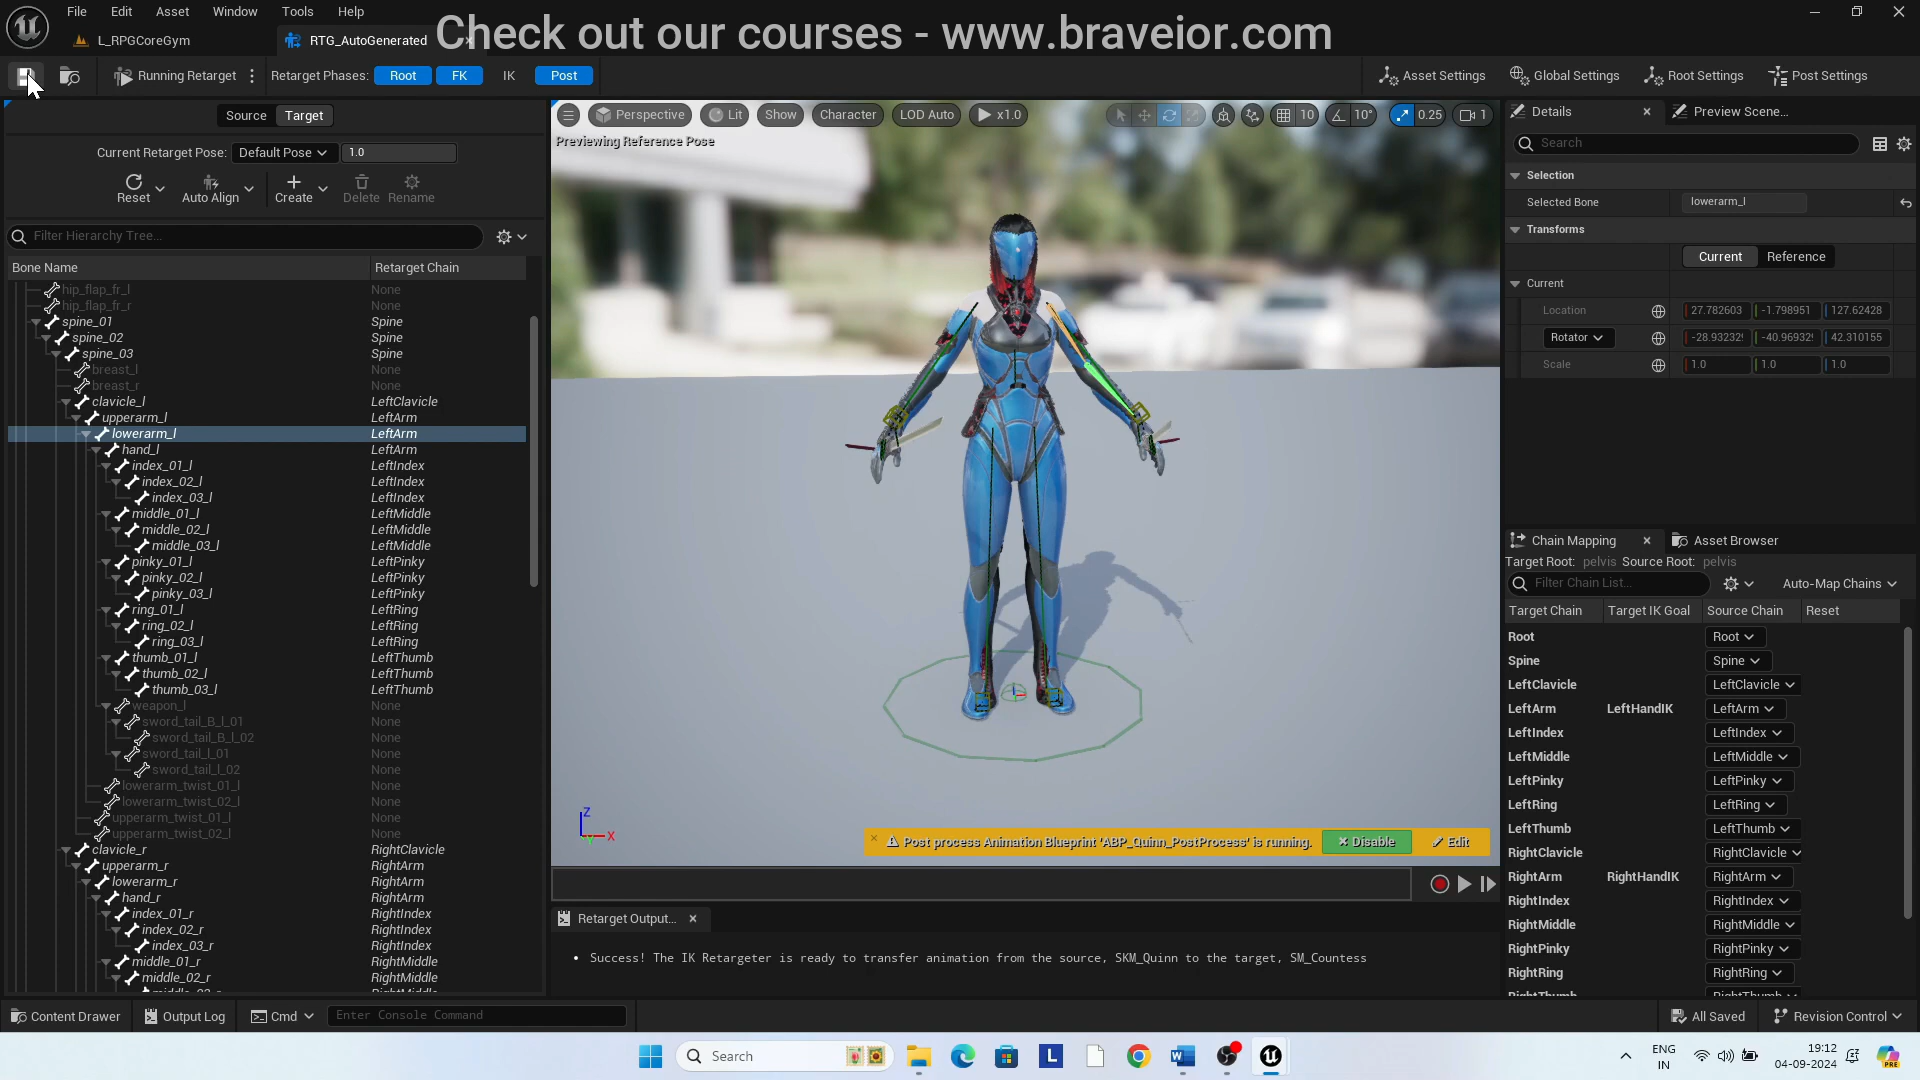 File Edit Asset Window Tools Help
L_RPGCoreGym
RTG_AutoGenerated
Check out our courses - www.braveior.com
Running Retarget
Retarget Phases: Root FK IK Post
Asset Settings Global Settings Root Settings Post Settings
Source Target
Current Retarget Pose: Default Pose 1.0
Reset Auto Align Create Delete Rename
Filter Hierarchy Tree...
Bone Name Retarget Chain
hip_flap_fr_l None
hip_flap_fr_r None
spine_01 Spine
spine_02 Spine
spine_03 Spine
breast_l None
breast_r None
clavicle_l LeftClavicle
upperarm_l LeftArm
lowerarm_l LeftArm
hand_l LeftArm
index_01_l LeftIndex
index_02_l LeftIndex
index_03_l LeftIndex
middle_01_l LeftMiddle
middle_02_l LeftMiddle
middle_03_l LeftMiddle
pinky_01_l LeftPinky
pinky_02_l LeftPinky
pinky_03_l LeftPinky
ring_01_l LeftRing
ring_02_l LeftRing
ring_03_l LeftRing
thumb_01_l LeftThumb
thumb_02_l LeftThumb
thumb_03_l LeftThumb
weapon_l None
sword_tail_B_l_01 None
sword_tail_B_l_02 None
sword_tail_l_01 None
sword_tail_l_02 None
lowerarm_twist_01_l None
lowerarm_twist_02_l None
upperarm_twist_01_l None
upperarm_twist_02_l None
clavicle_r RightClavicle
upperarm_r RightArm
lowerarm_r RightArm
hand_r RightArm
index_01_r RightIndex
index_02_r RightIndex
index_03_r RightIndex
middle_01_r RightMiddle
middle_02_r RightMiddle
Perspective Lit Show Character LOD Auto x1.0 10 10° 0.25 1
Previewing Reference Pose
Z
X
Post process Animation Blueprint 'ABP_Quinn_PostProcess' is running. Disable Edit
Retarget Output...
• Success! The IK Retargeter is ready to transfer animation from the source, SKM_Quinn to the target, SM_Countess
Details Preview Scene...
Search
Selection
Selected Bone lowerarm_l
Transforms
Current Reference
Current
Location 27.782603 -1.798951 127.62428
Rotator -28.93232 -40.96932 42.310155
Scale 1.0 1.0 1.0
Chain Mapping Asset Browser
Target Root: pelvis Source Root: pelvis
Filter Chain List... Auto-Map Chains
Target Chain Target IK Goal Source Chain Reset
Root Root
Spine Spine
LeftClavicle LeftClavicle
LeftArm LeftHandIK LeftArm
LeftIndex LeftIndex
LeftMiddle LeftMiddle
LeftPinky LeftPinky
LeftRing LeftRing
LeftThumb LeftThumb
RightClavicle RightClavicle
RightArm RightHandIK RightArm
RightIndex RightIndex
RightMiddle RightMiddle
RightPinky RightPinky
RightRing RightRing
RightThumb RightThumb
Content Drawer Output Log Cmd Enter Console Command
All Saved Revision Control
Search
ENG
IN
19:12
04-09-2024